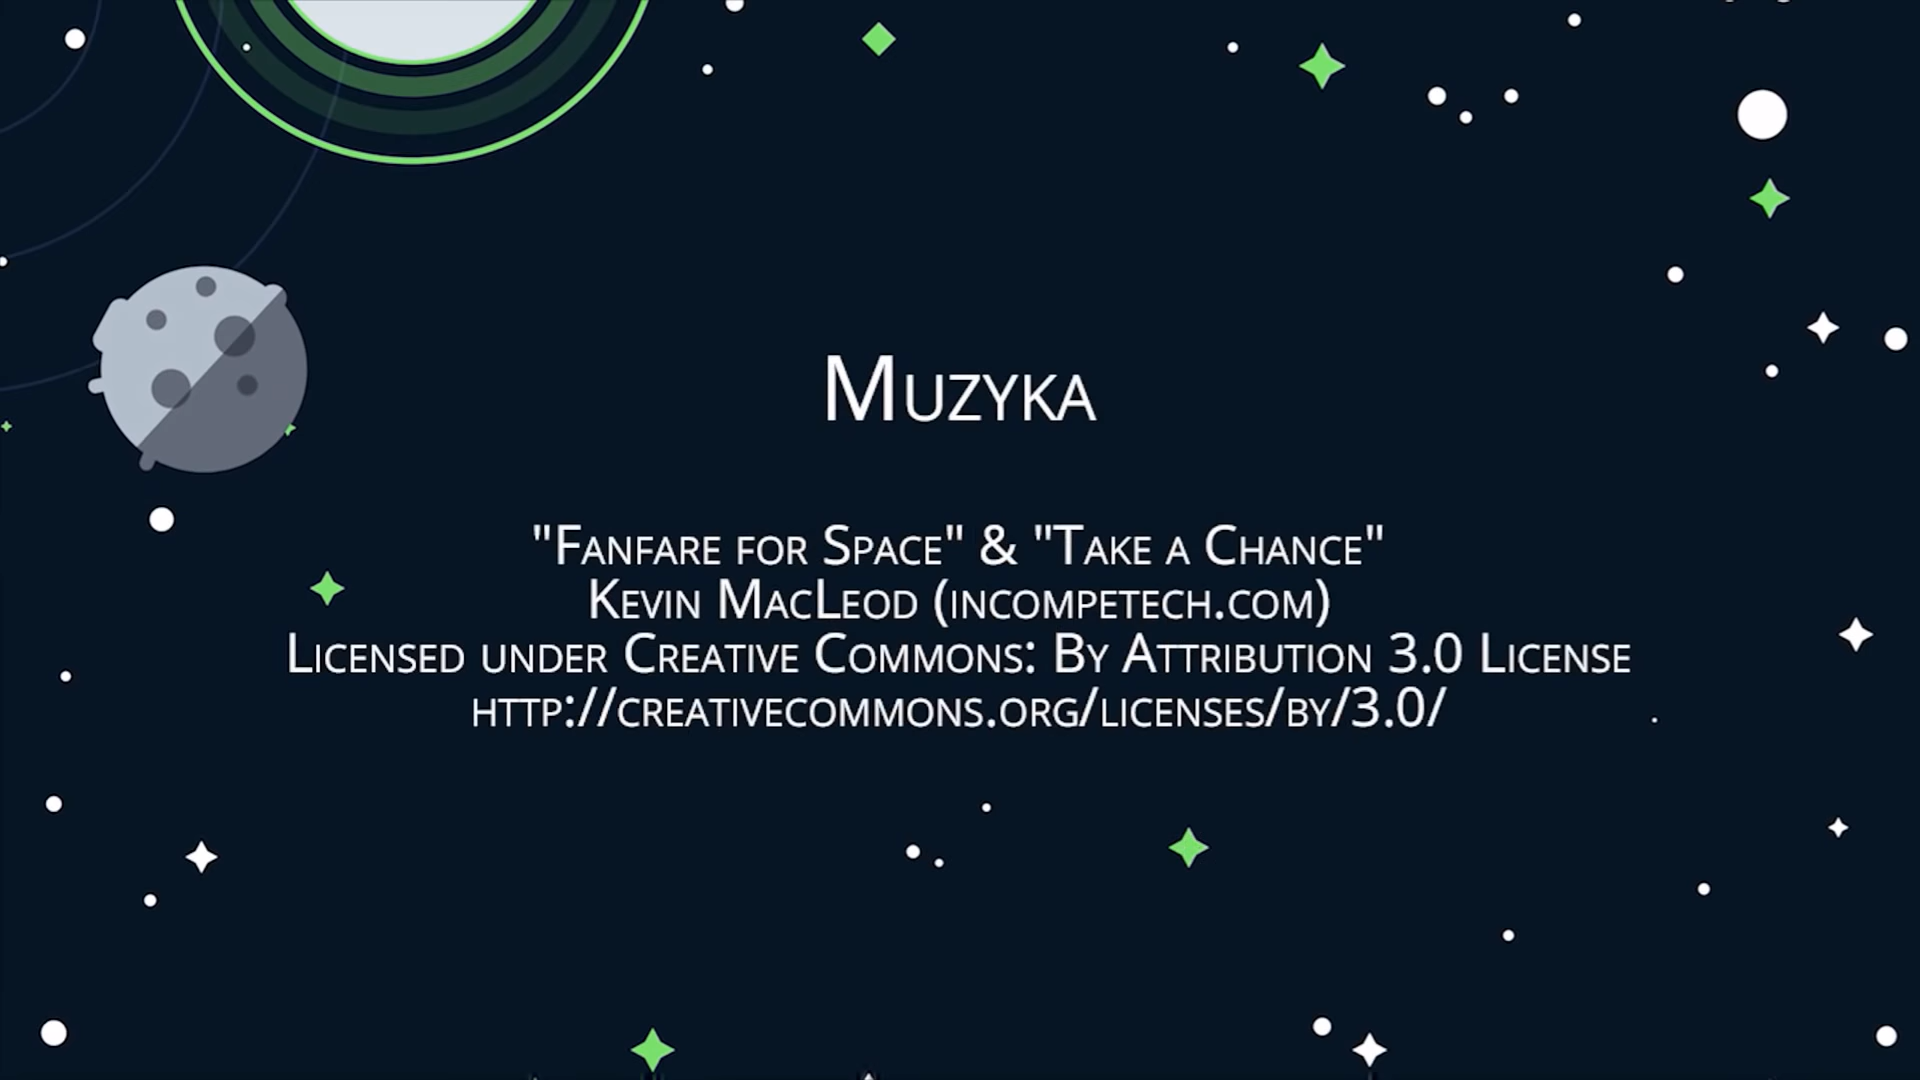 Muzyka
"Fanfare for Space" & "Take a Chance"
Kevin MacLeod (incompetech.com)
Licensed under Creative Commons: By Attribution 3.0 License
http://creativecommons.org/licenses/by/3.0/